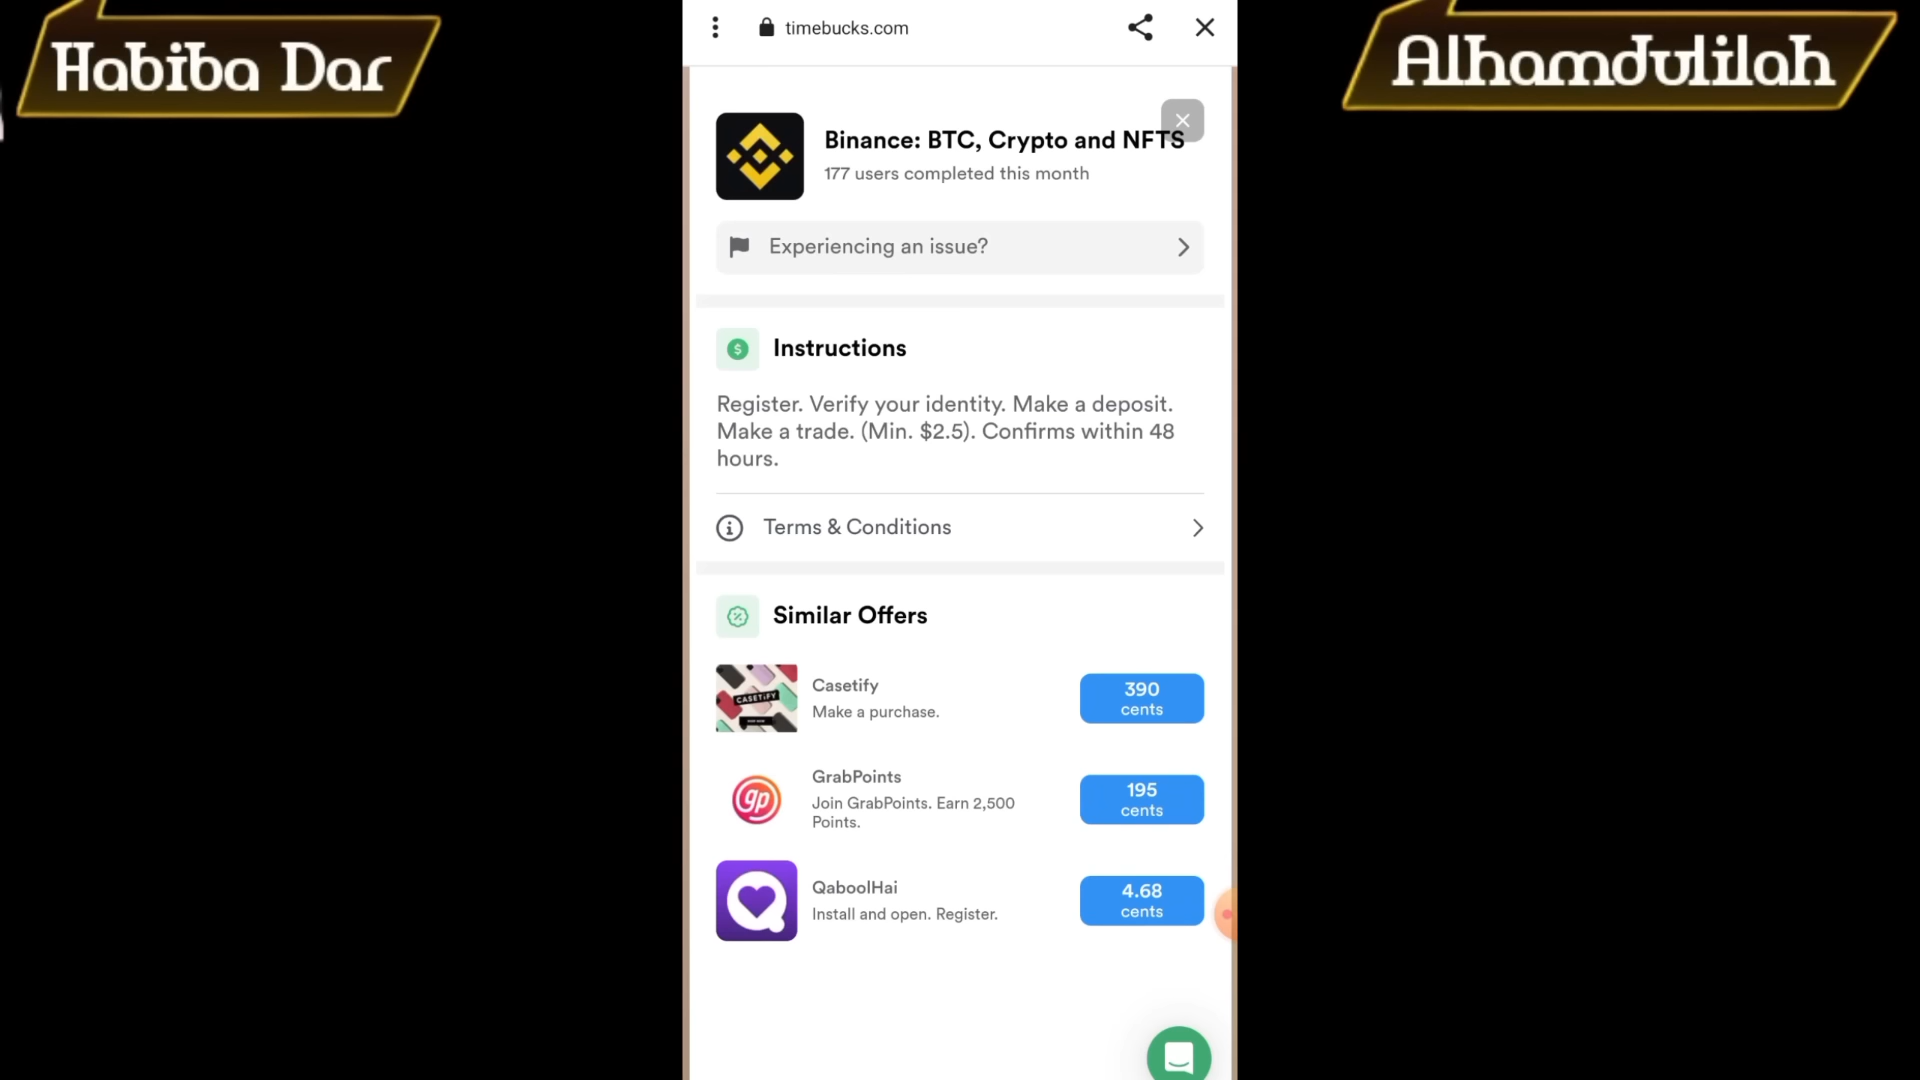 Habiba Dar
Alhamdulilah
timebucks.com
Binance: BTC, Crypto and NFTS
177 users completed this month
Experiencing an issue?
Instructions
Register. Verify your identity. Make a deposit.
Make a trade. (Min. $2.5). Confirms within 48
hours.
Terms & Conditions
Similar Offers
CASETiFY
Casetify
Make a purchase.
390
cents
gp
GrabPoints
Join GrabPoints. Earn 2,500
Points.
195
cents
QaboolHai
Install and open. Register.
4.68
cents